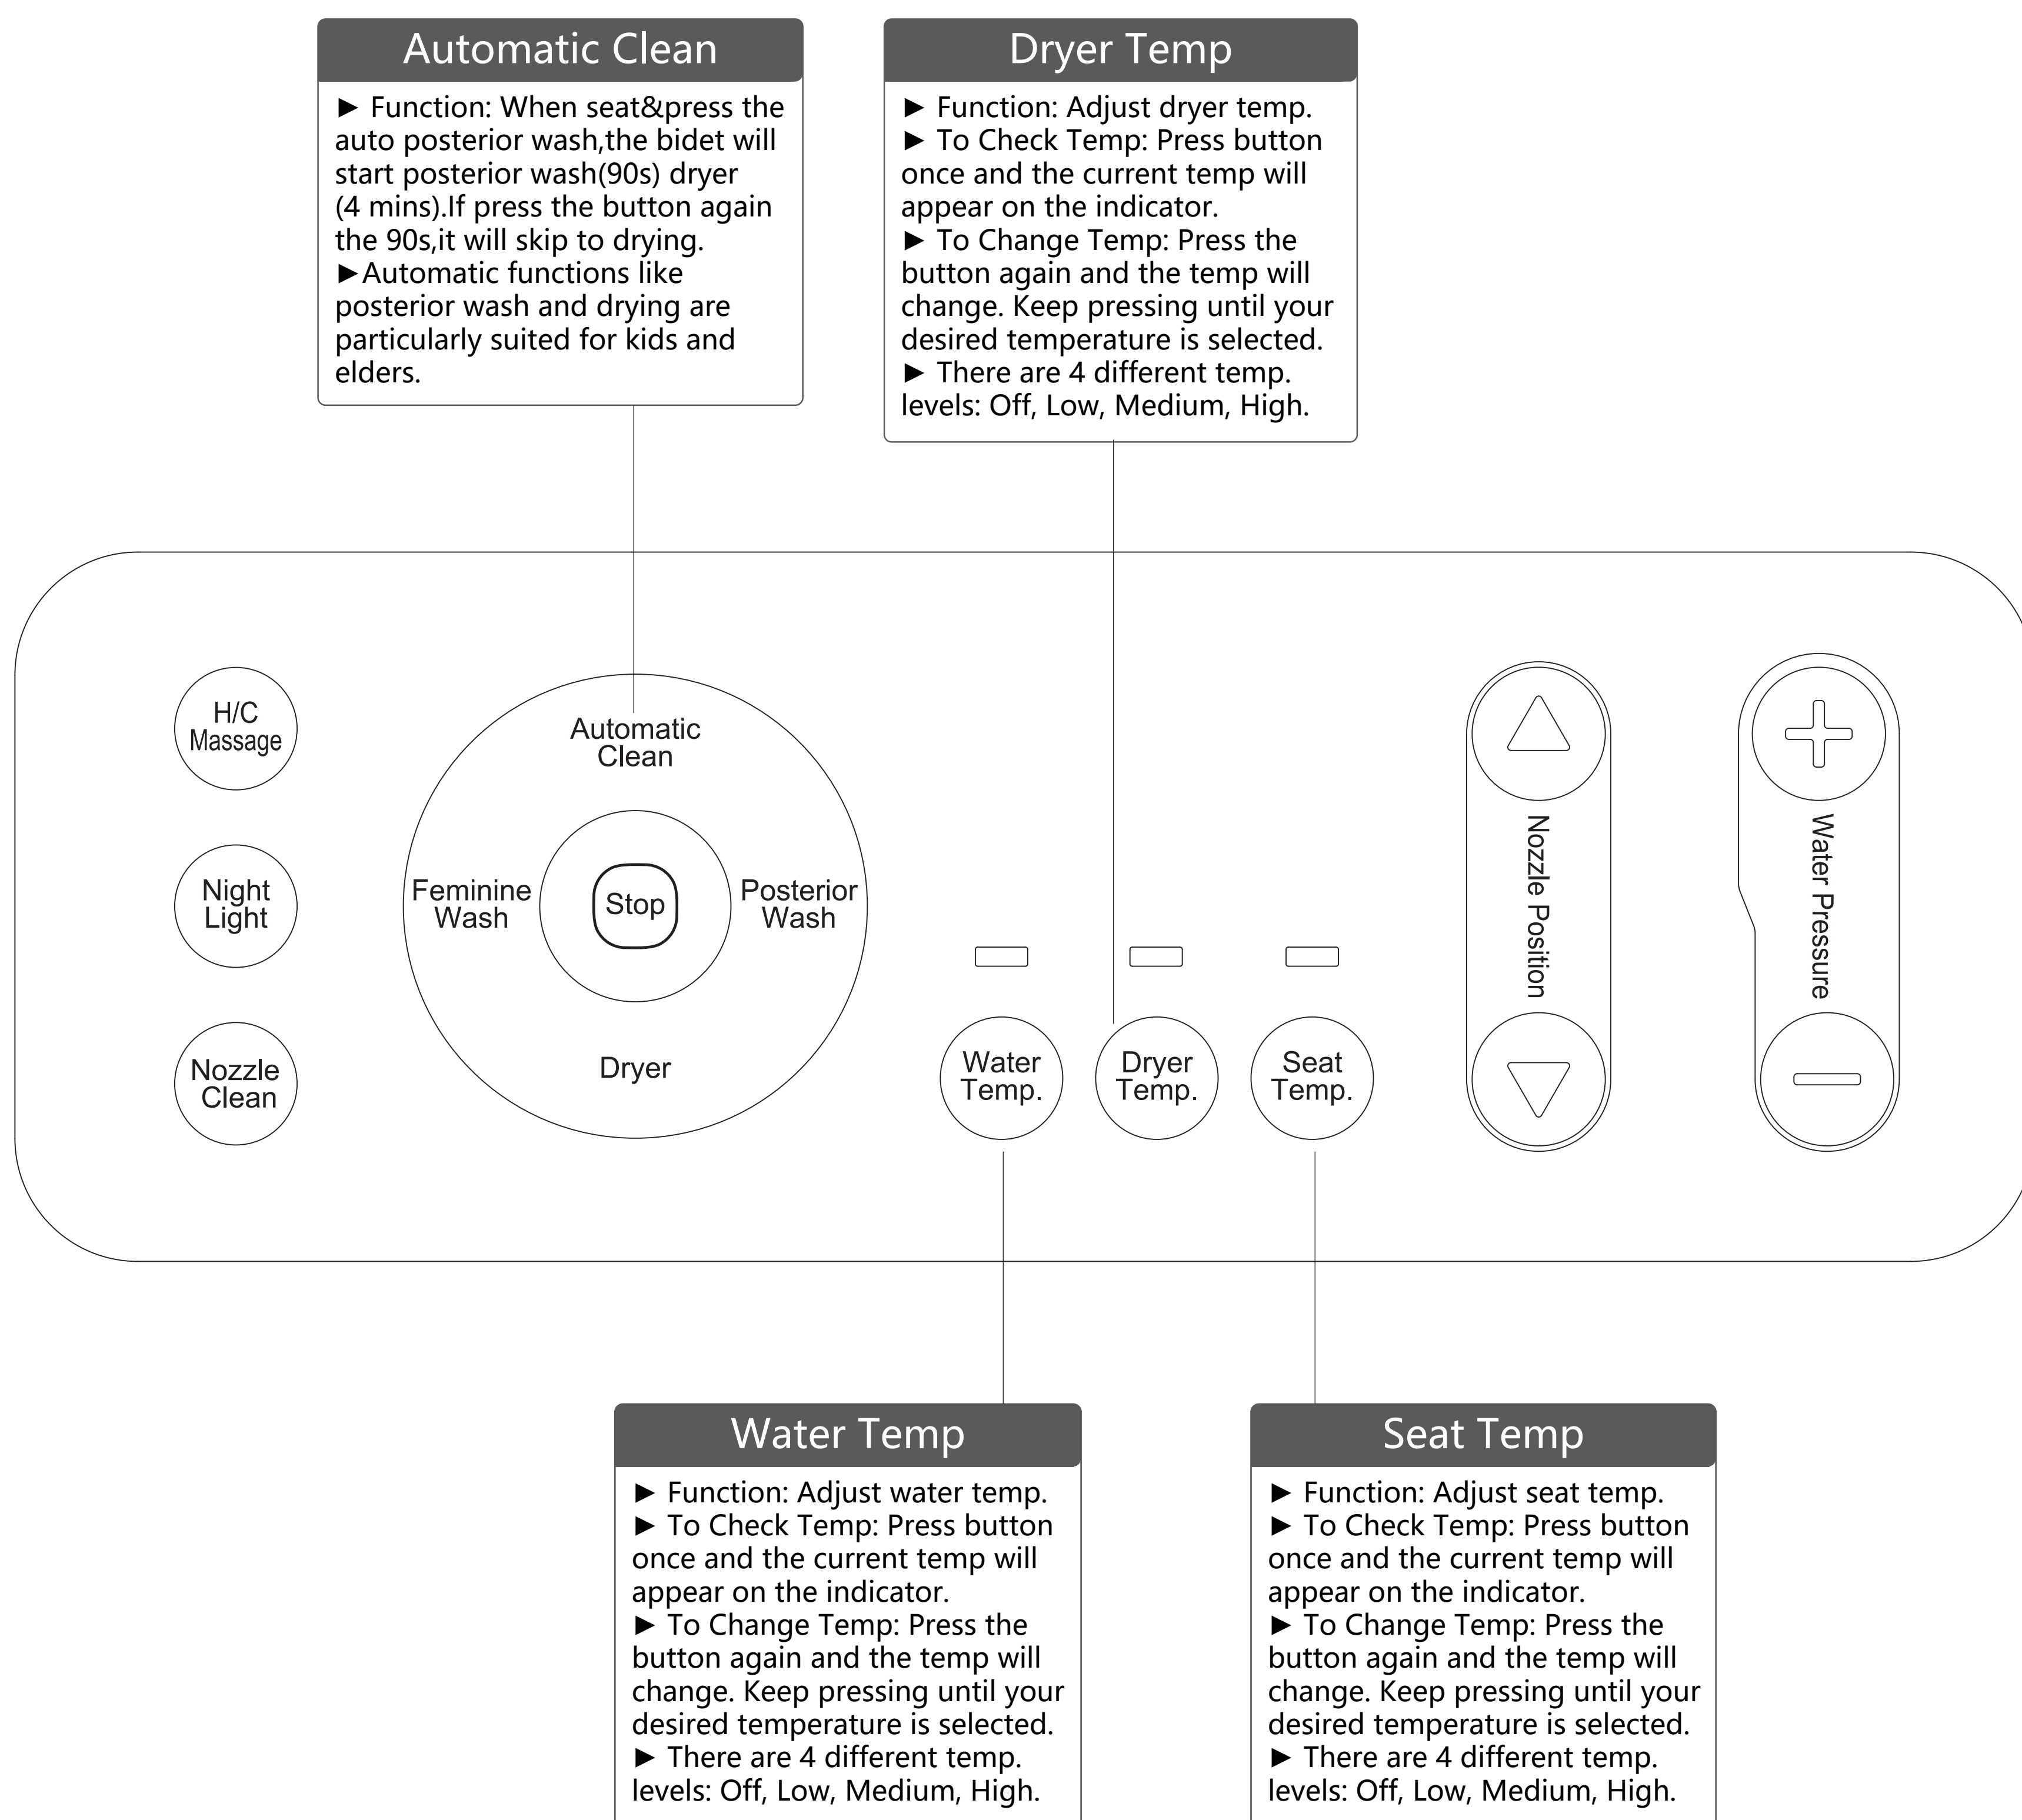 Automatic Clean
► Function: When seat&press the
auto posterior wash,the bidet will
start posterior wash(90s) dryer
(4 mins).If press the button again
the 90s,it will skip to drying.
►Automatic functions like
posterior wash and drying are
particularly suited for kids and
elders.
Dryer Temp
► Function: Adjust dryer temp.
► To Check Temp: Press button
once and the current temp will
appear on the indicator.
► To Change Temp: Press the
button again and the temp will
change. Keep pressing until your
desired temperature is selected.
► There are 4 different temp.
levels: Off, Low, Medium, High.
H/C
Massage
Night
Light
Nozzle
Clean
Automatic
Clean
Feminine
Wash
Stop
Posterior
Wash
Dryer
Water
Temp.
Dryer
Temp.
Seat
Temp.
Nozzle Position
Water Pressure
Water Temp
► Function: Adjust water temp.
► To Check Temp: Press button
once and the current temp will
appear on the indicator.
► To Change Temp: Press the
button again and the temp will
change. Keep pressing until your
desired temperature is selected.
► There are 4 different temp.
levels: Off, Low, Medium, High.
Seat Temp
► Function: Adjust seat temp.
► To Check Temp: Press button
once and the current temp will
appear on the indicator.
► To Change Temp: Press the
button again and the temp will
change. Keep pressing until your
desired temperature is selected.
► There are 4 different temp.
levels: Off, Low, Medium, High.